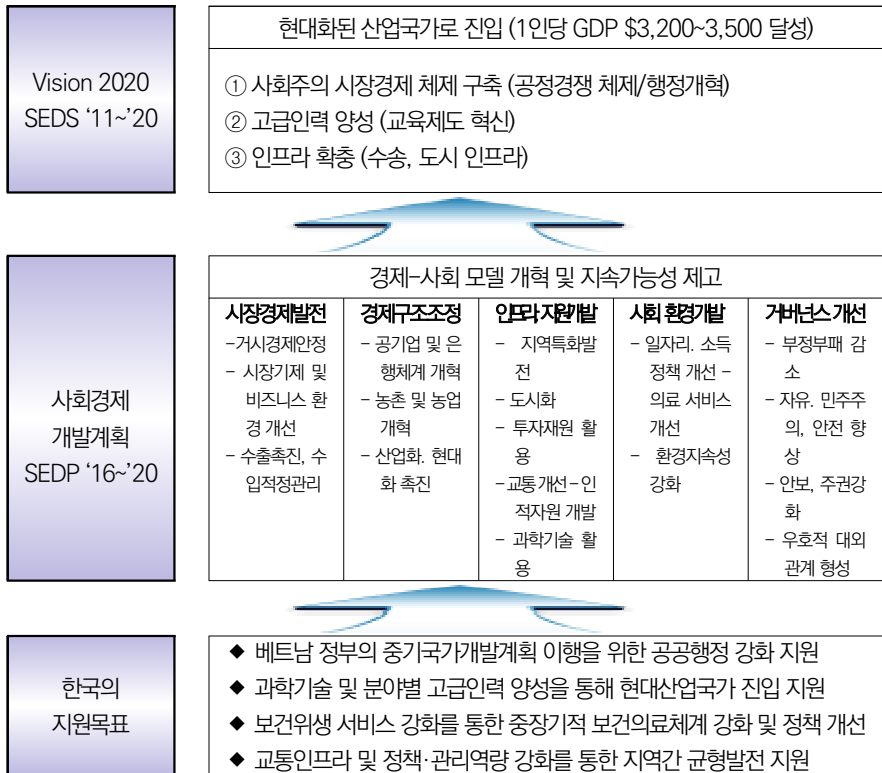 현대화된 산업국가로 진입 (1인당 GDP $3,200~3,500 달성)
Vision 2020
SEDS ‘11~’20
① 사회주의 시장경제 체제 구축 (공정경쟁 체제/행정개혁)
② 고급인력 양성 (교육제도 혁신)
③ 인프라 확충 (수송, 도시 인프라)
사회경제
개발계획
SEDP ‘16~’20
경제-사회 모델 개혁 및 지속가능성 제고
시장경제발전
-거시경제안정
- 시장기제 및
비즈니스 환
경 개선
- 수출촉진, 수
입적정관리
경제구조조정
- 공기업 및 은
행체계 개혁
- 농촌 및 농업
개혁
- 산업화. 현대
화 촉진
인프라, 자원개발
- 지역특화발
전
- 도시화
- 투자재원 활
용
-교통개선-인
적자원 개발
- 과학기술 활
용
사회 환경개발
- 일자리. 소득
정책 개선 -
의료 서비스
개선
- 환경지속성
강화
거버넌스 개선
- 부정부패 감
소
- 자유. 민주주
의, 안전 향
상
- 안보, 주권강
화
- 우호적 대외
관계 형성
한국의
지원목표
◆ 베트남 정부의 중기국가개발계획 이행을 위한 공공행정 강화 지원
◆ 과학기술 및 분야별 고급인력 양성을 통해 현대산업국가 진입 지원
◆ 보건위생 서비스 강화를 통한 중장기적 보건의료체계 강화 및 정책 개선
◆ 교통인프라 및 정책·관리역량 강화를 통한 지역간 균형발전 지원